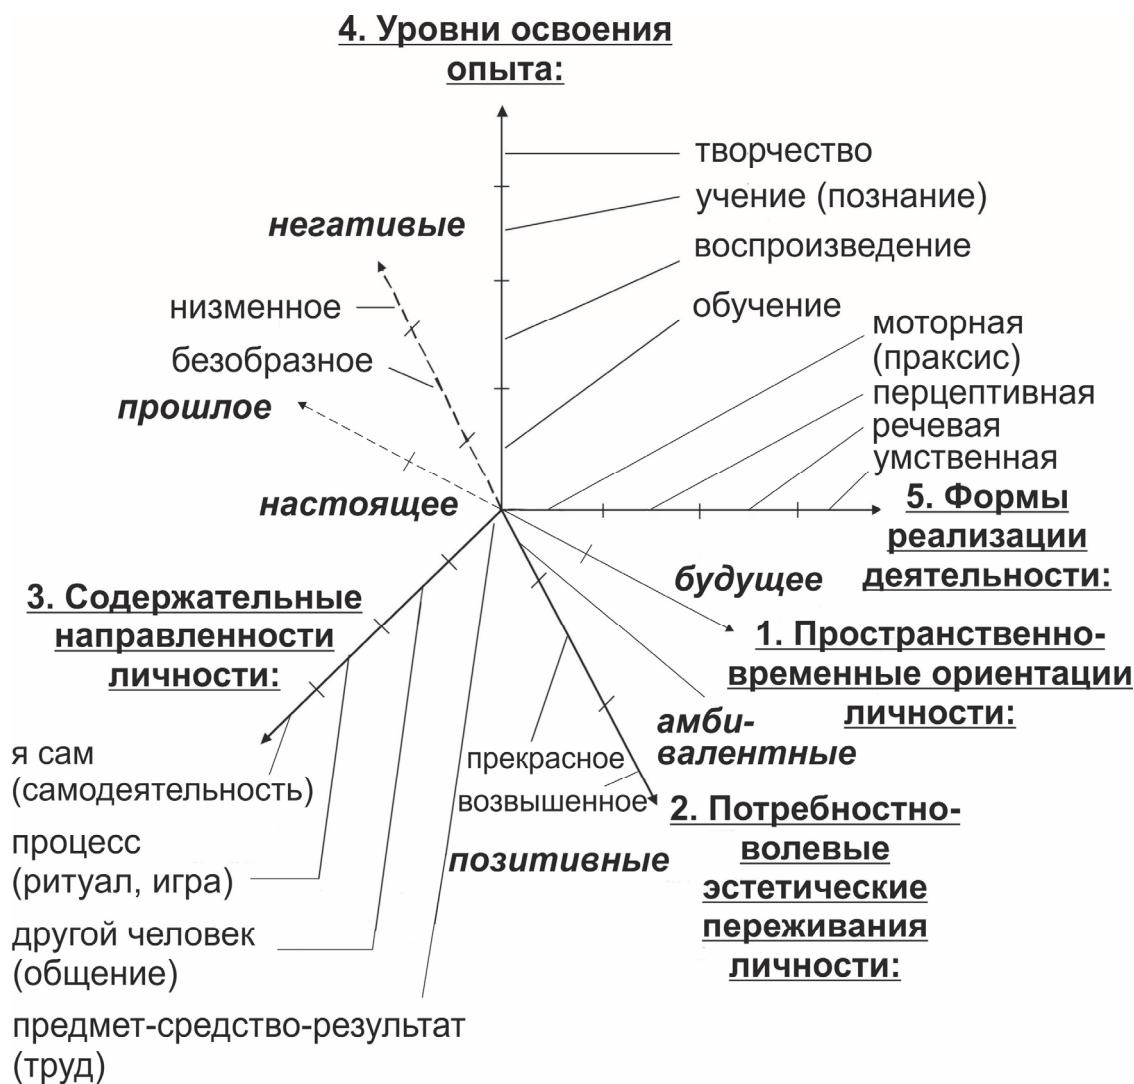 4. Уровни освоения
опыта:
творчество
учение (познание)
негативые
воспроизведение
низменное
обучение
моторная
(праксис)
безобразное
перцептивная
прошлое
речевая
умственная
настоящее
5. Формы
реализации
деятельности:
будущее
3. Содержательные
направленности
личности:
1. Пространственно-
временные ориентации
личности:
амби-
валентные
прекрасное
возвышенное
я сам
(самодеятельность)
2. Потребностно-
волевые
эстетические
переживания
личности:
позитивные
процесс
(ритуал, игра)
другой человек
(общение)
предмет-средство-результат
(труд)